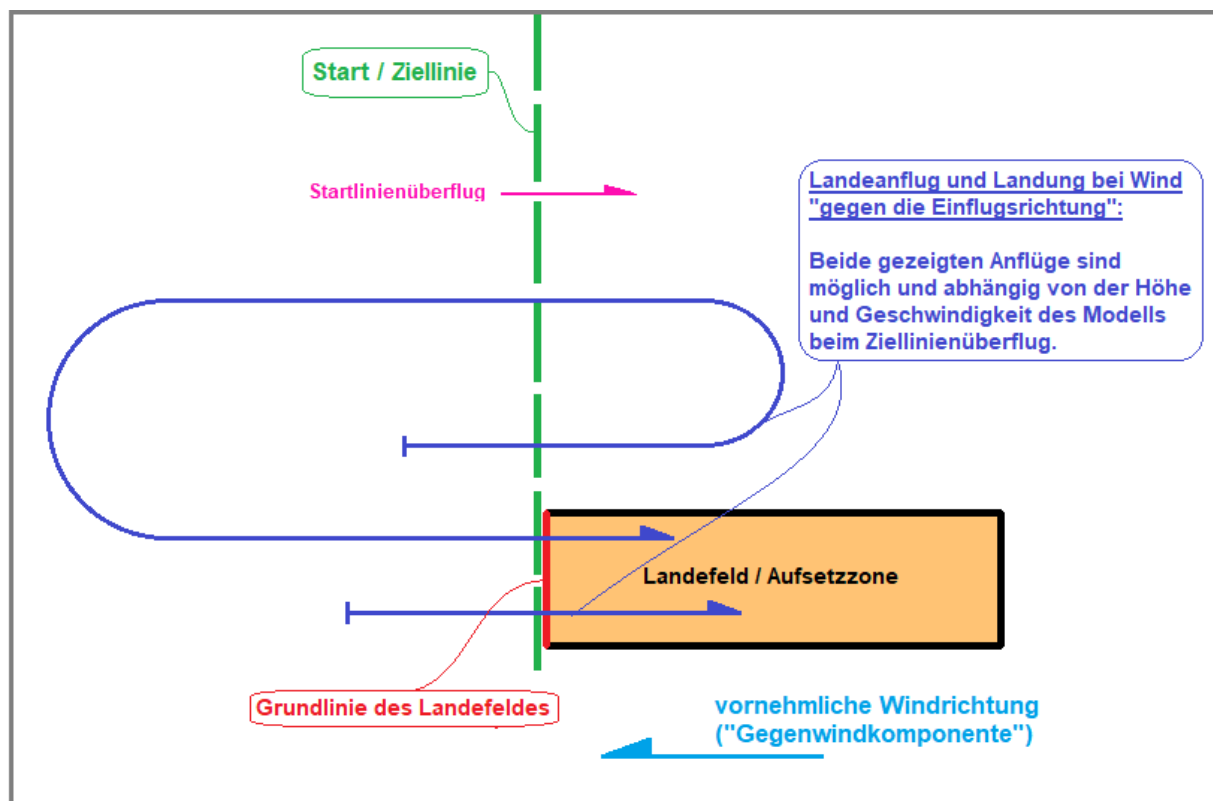 Start / Ziellinie
Startlinienüberflug
Landeanflug und Landung bei Wind
"gegen die Einflugsrichtung":
Beide gezeigten Anflüge sind
möglich und abhängig von der Höhe
und Geschwindigkeit des Modells
beim Ziellinienüberflug.
Landefeld / Aufsetzzone
Grundlinie des Landefeldes
vornehmliche Windrichtung
("Gegenwindkomponente")